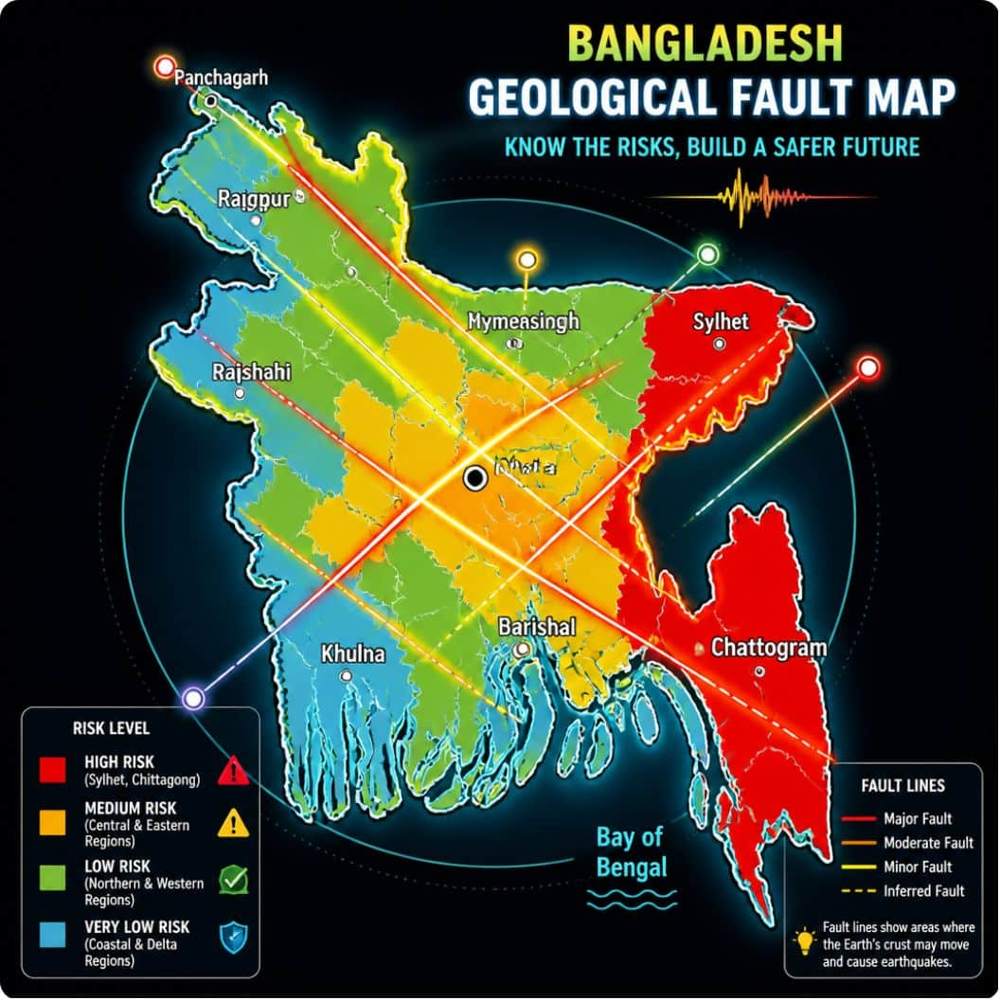 BANGLADESH
GEOLOGICAL FAULT MAP
KNOW THE RISKS, BUILD A SAFER FUTURE
Panchagarh
Mymeasingh
Sylhet
Rajshahi
Barishal
Khulna
Chattogram
Bay of
Bengal
RISK LEVEL
HIGH RISK
(Sylhet, Chittagong)
MEDIUM RISK
(Central & Eastern
Regions)
LOW RISK
(Northern & Western
Regions)
VERY LOW RISK
(Coastal & Delta
Regions)
FAULT LINES
Major Fault
Moderate Fault
Minor Fault
Inferred Fault
Fault lines show areas where
the Earth's crust may move
and cause earthquakes.